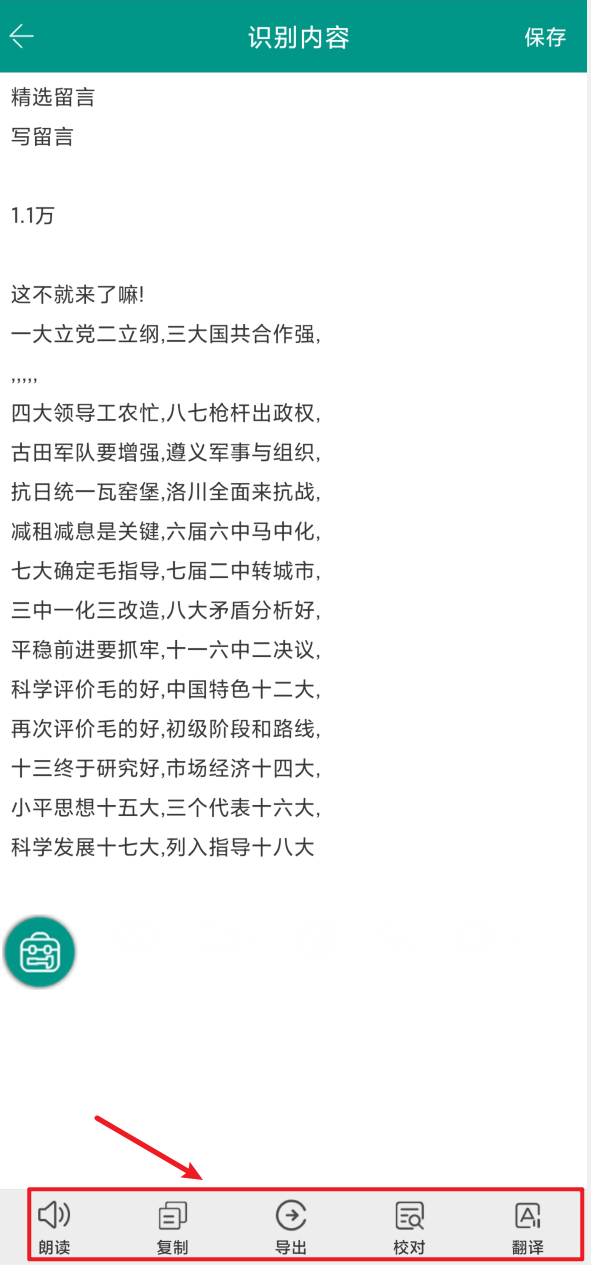 识别内容
保存
精选留言
写留言
1.1万
这不就来了嘛!
一大立党二立纲,三大国共合作强,
,,,,,
四大领导工农忙,八七枪杆出政权,
古田军队要增强,遵义军事与组织,
抗日统一瓦窑堡,洛川全面来抗战,
减租减息是关键,六届六中马中化,
七大确定毛指导,七届二中转城市,
三中一化三改造,八大矛盾分析好,
平稳前进要抓牢,十一六中二决议,
科学评价毛的好,中国特色十二大,
再次评价毛的好,初级阶段和路线,
十三终于研究好,市场经济十四大,
小平思想十五大,三个代表十六大,
科学发展十七大,列入指导十八大
朗读
复制
导出
校对
翻译